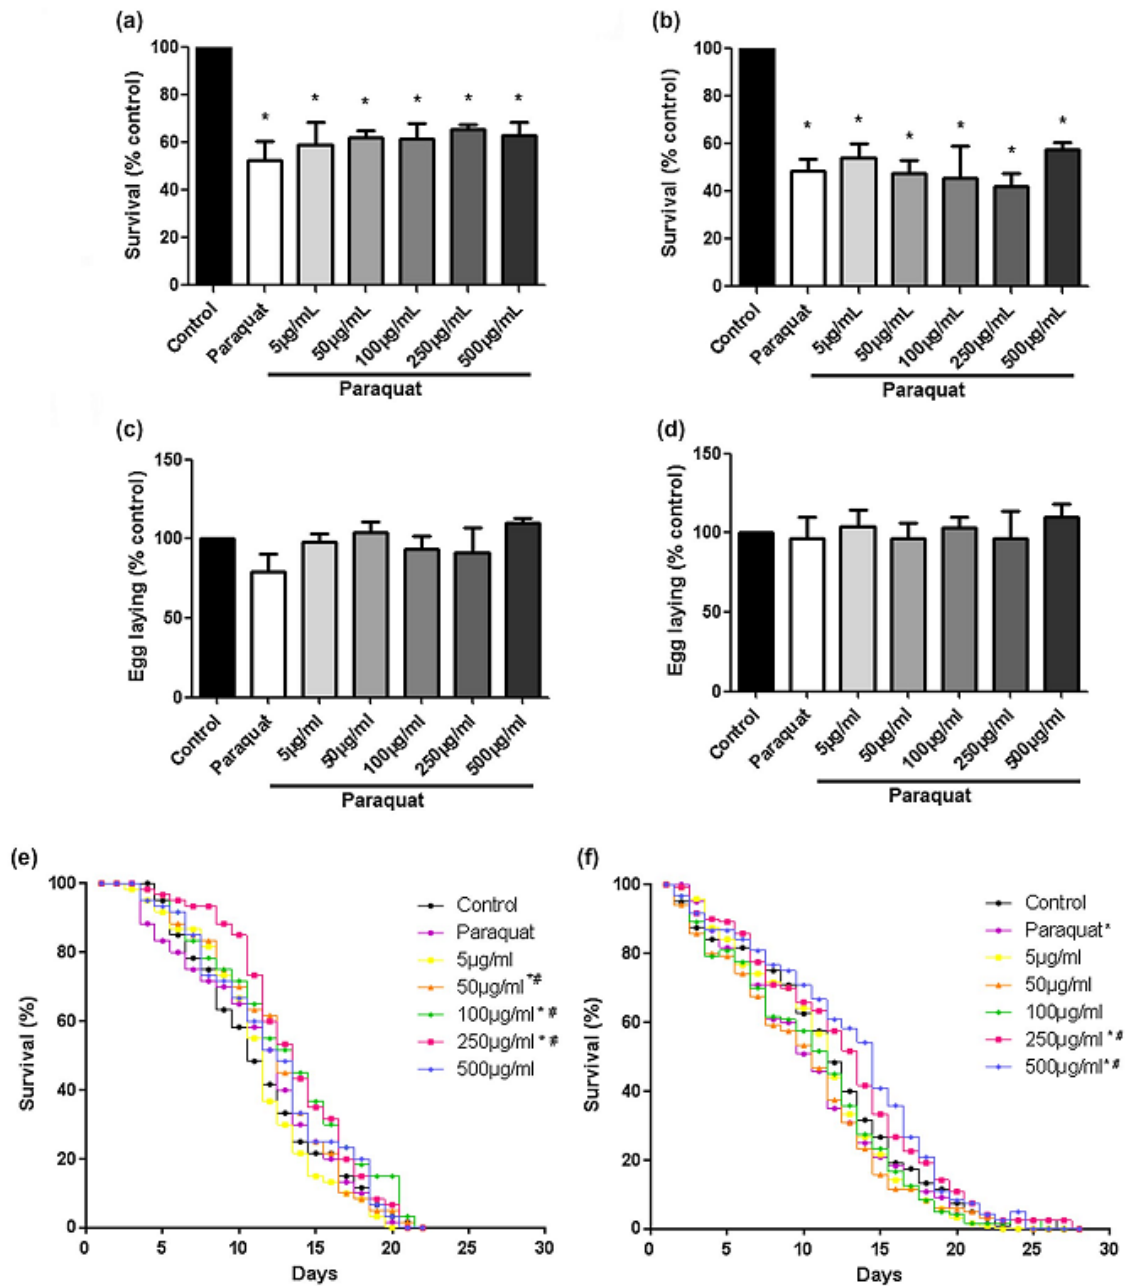 (a)
Survival (% control)
100
80
60
40
20
0
* * * * * *
Control Paraquat 5µg/mL 50µg/mL 100µg/mL 250µg/mL 500µg/mL
Paraquat
(b)
Survival (% control)
100
80
60
40
20
0
* * * * * *
Control Paraquat 5µg/mL 50µg/mL 100µg/mL 250µg/mL 500µg/mL
Paraquat
(c)
Egg laying (% control)
150
100
50
0
Control Paraquat 5µg/ml 50µg/ml 100µg/ml 250µg/ml 500µg/ml
Paraquat
(d)
Egg laying (% control)
150
100
50
0
Control Paraquat 5µg/ml 50µg/ml 100µg/ml 250µg/ml 500µg/ml
Paraquat
(e)
Survival (%)
100
80
60
40
20
0
Control
Paraquat
5µg/ml
50µg/ml *#
100µg/ml *#
250µg/ml *#
500µg/ml
0 5 10 15 20 25 30
Days
(f)
Survival (%)
100
80
60
40
20
0
Control
Paraquat*
5µg/ml
50µg/ml
100µg/ml
250µg/ml *#
500µg/ml*#
0 5 10 15 20 25 30
Days